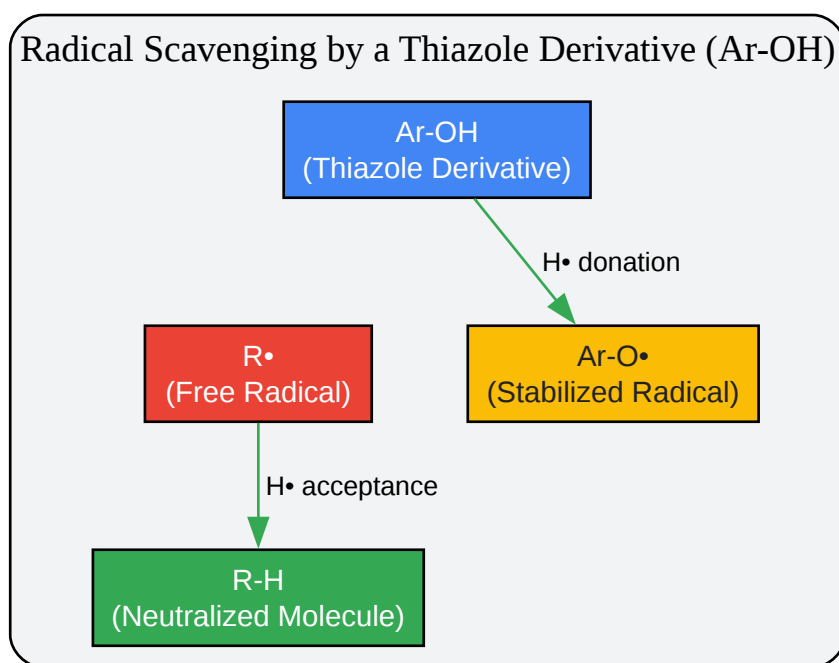 Radical Scavenging by a Thiazole Derivative (Ar-OH)
Ar-OH
(Thiazole Derivative)
H• donation
R•
(Free Radical)
Ar-O•
(Stabilized Radical)
H• acceptance
R-H
(Neutralized Molecule)